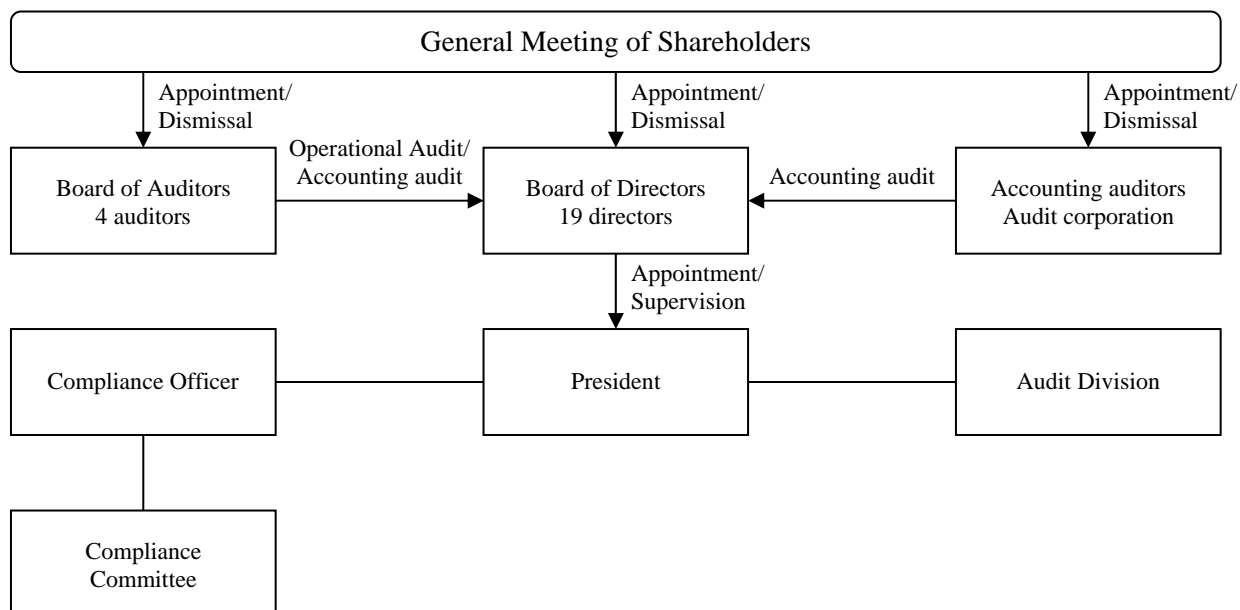 General Meeting of Shareholders
Appointment/
Dismissal
Appointment/
Dismissal
Appointment/
Dismissal
Board of Auditors
4 auditors
Operational Audit/
Accounting audit
Board of Directors
19 directors
Accounting audit
Accounting auditors
Audit corporation
Appointment/
Supervision
Compliance Officer
President
Audit Division
Compliance
Committee